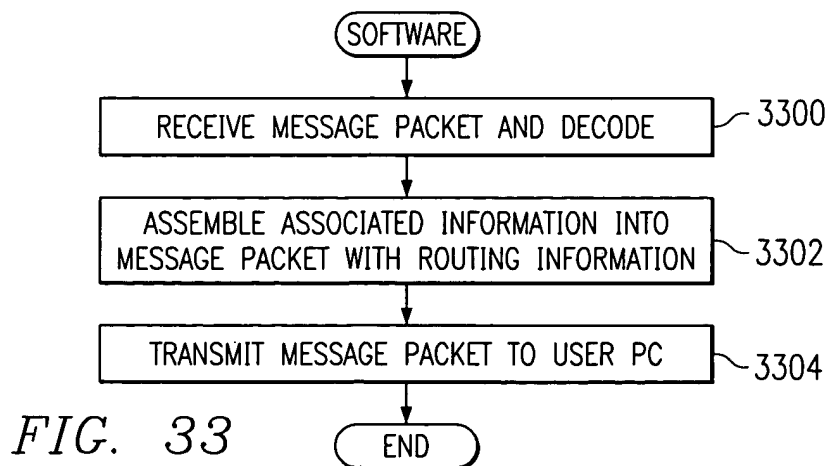 SOFTWARE
RECEIVE MESSAGE PACKET AND DECODE
3300
ASSEMBLE ASSOCIATED INFORMATION INTO
MESSAGE PACKET WITH ROUTING INFORMATION
3302
TRANSMIT MESSAGE PACKET TO USER PC
3304
FIG. 33
END